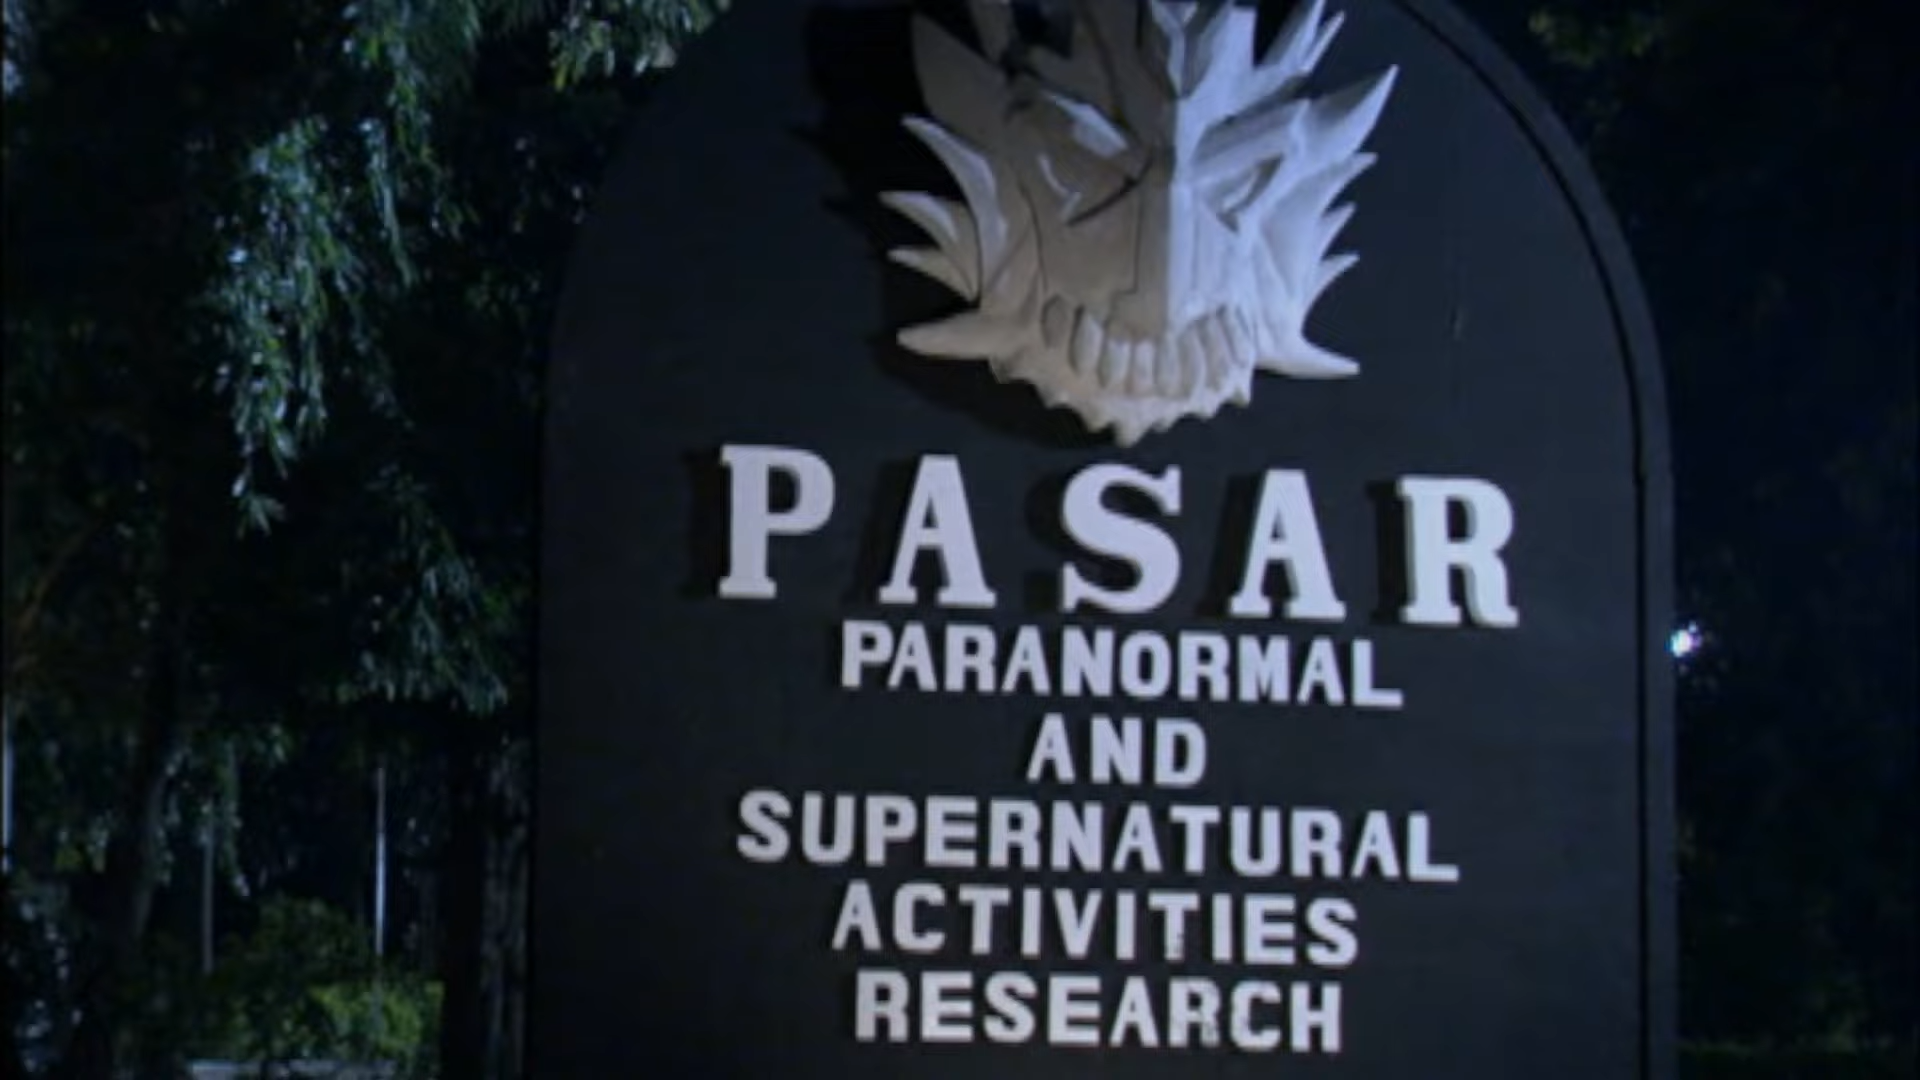 PASAR
PARANORMAL
AND
SUPERNATURAL
ACTIVITIES
RESEARCH